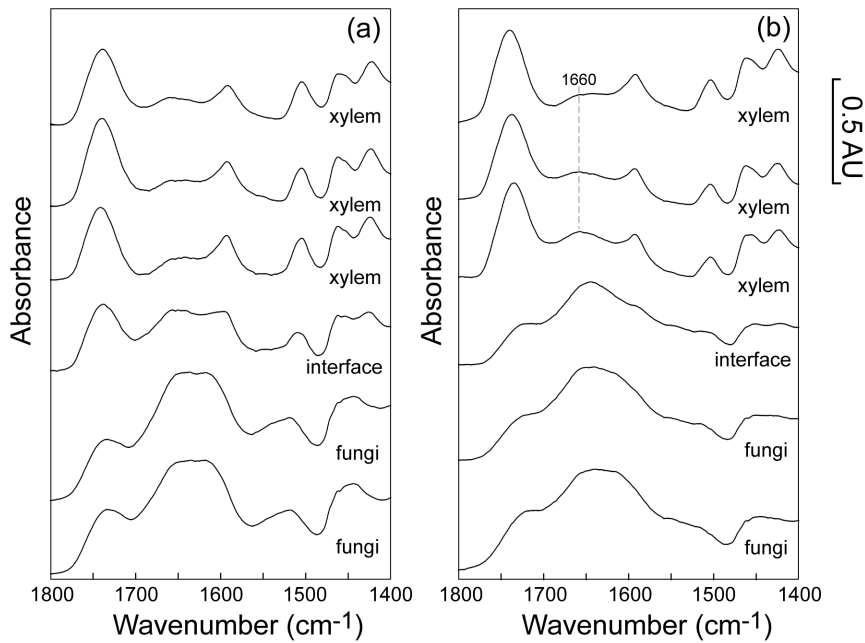 (a)
xylem
xylem
xylem
interface
fungi
fungi
Absorbance
1800 1700 1600 1500 1400
Wavenumber (cm-1)
(b)
1660
xylem
xylem
xylem
interface
fungi
fungi
Absorbance
1800 1700 1600 1500 1400
Wavenumber (cm-1)
0.5 AU